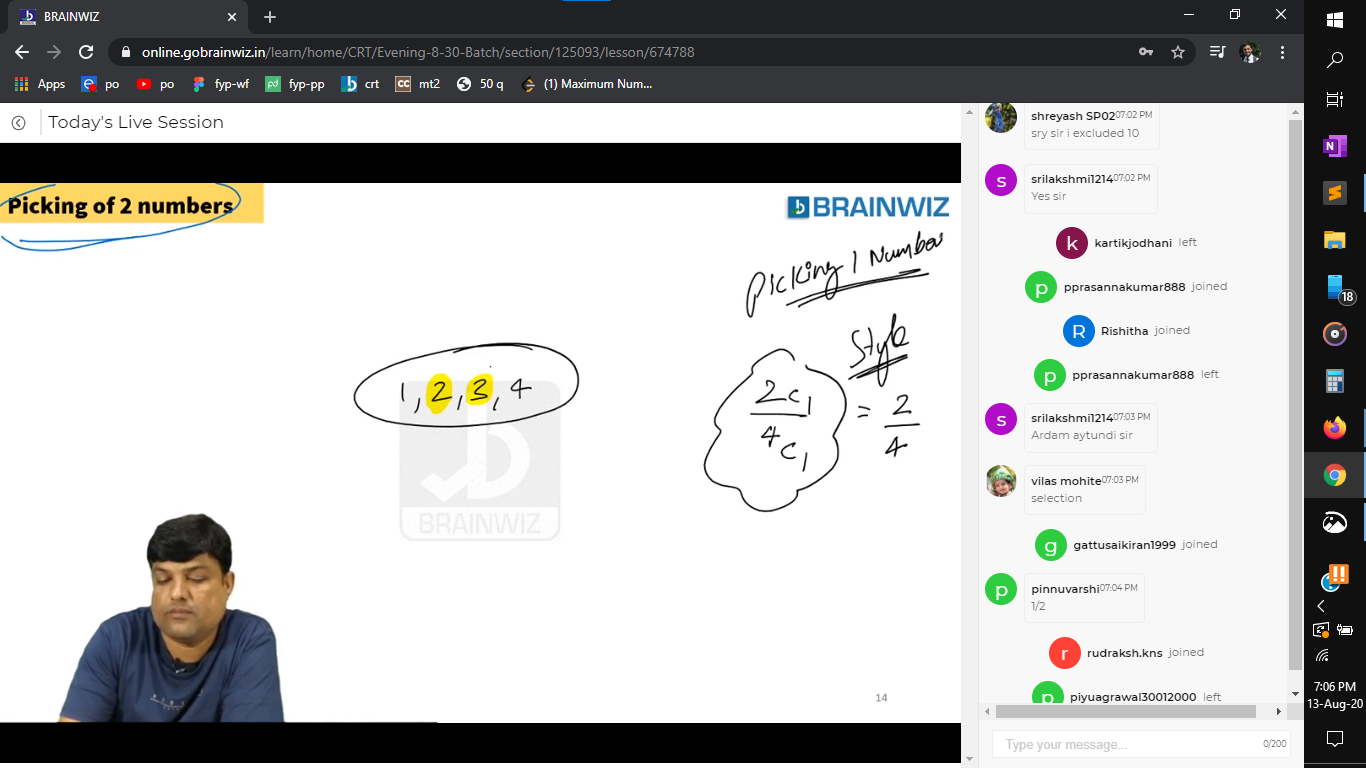 BRAINWIZ
online.gobrainwiz.in/learn/home/CRT/Evening-8-30-Batch/section/125093/lesson/674788
Apps po po fyp-wf fyp-pp crt CC mt2 50 q (1) Maximum Num...
Today's Live Session
Picking of 2 numbers
BRAINWIZ
Picking 1 Number
Style
1, 2, 3, 4
2c1
4c1
= 2
4
BRAINWIZ
14
shreyash SP02 07:02 PM
sry sir i excluded 10
s
srilakshmi1214 07:02 PM
Yes sir
k kartikjodhani left
p pprasannakumar888 joined
R Rishitha joined
p pprasannakumar888 left
s
srilakshmi1214 07:03 PM
Ardam aytundi sir
vilas mohite 07:03 PM
selection
g gattusaikiran1999 joined
p
pinnuvarshi 07:04 PM
1/2
r rudraksh.kns joined
p piyuagrawal30012000 left
Type your message...
0/200
N
18
7:06 PM
13-Aug-20